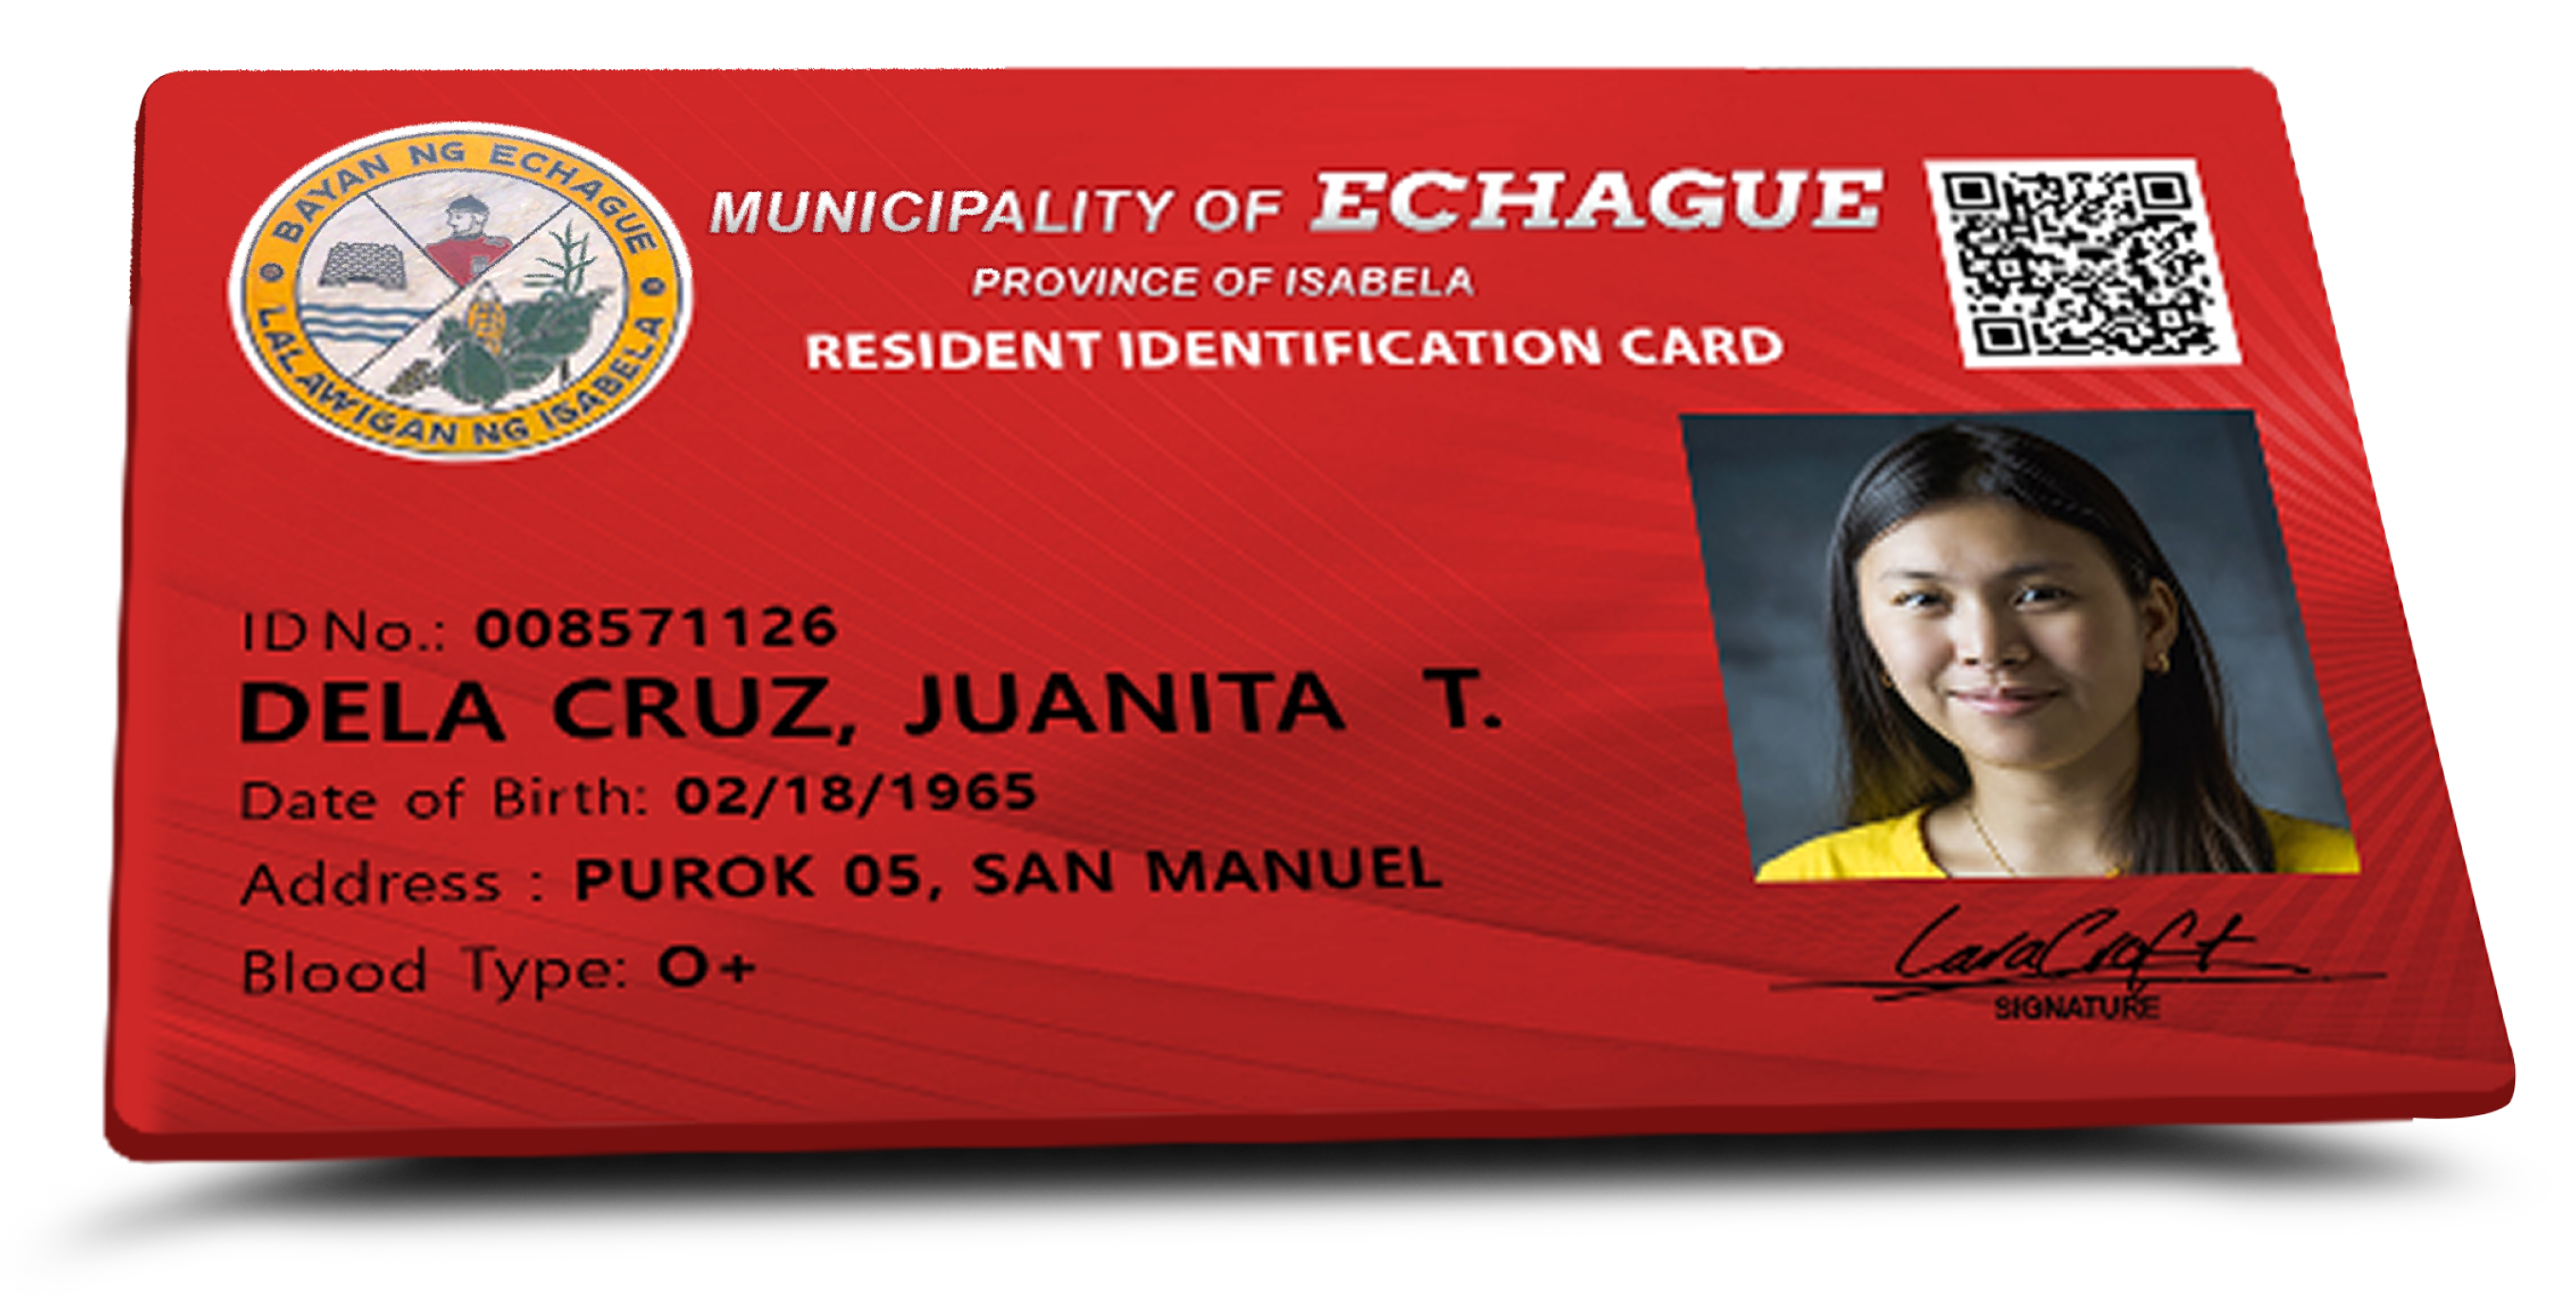 BAYAN NG ECHAGUE
LALAWIGAN NG ISABELA
MUNICIPALITY OF ECHAGUE
PROVINCE OF ISABELA
RESIDENT IDENTIFICATION CARD
ID No.: 008571126
DELA CRUZ, JUANITA T.
Date of Birth: 02/18/1965
Address : PUROK 05, SAN MANUEL
Blood Type: O+
LaraCroft
SIGNATURE